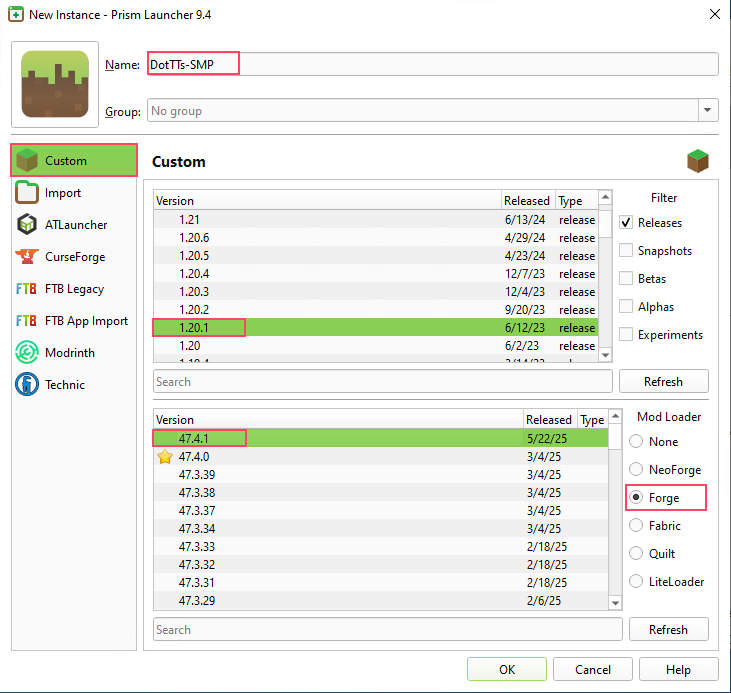 New Instance - Prism Launcher 9.4
Name: DotTTs-SMP
Group: No group
Custom
Import
ATLauncher
CurseForge
FTB Legacy
FTB App Import
Modrinth
Technic
Custom
Version Released Type
1.21 6/13/24 release
1.20.6 4/29/24 release
1.20.5 4/23/24 release
1.20.4 12/7/23 release
1.20.3 12/4/23 release
1.20.2 9/20/23 release
1.20.1 6/12/23 release
1.20 6/2/23 release
Search
Refresh
Filter
Releases
Snapshots
Betas
Alphas
Experiments
Version Released Type
47.4.1 5/22/25
47.4.0 3/4/25
47.3.39 3/4/25
47.3.38 3/4/25
47.3.37 3/4/25
47.3.34 3/4/25
47.3.33 2/18/25
47.3.32 2/18/25
47.3.31 2/18/25
47.3.29 2/6/25
Search
Refresh
Mod Loader
None
NeoForge
Forge
Fabric
Quilt
LiteLoader
OK
Cancel
Help